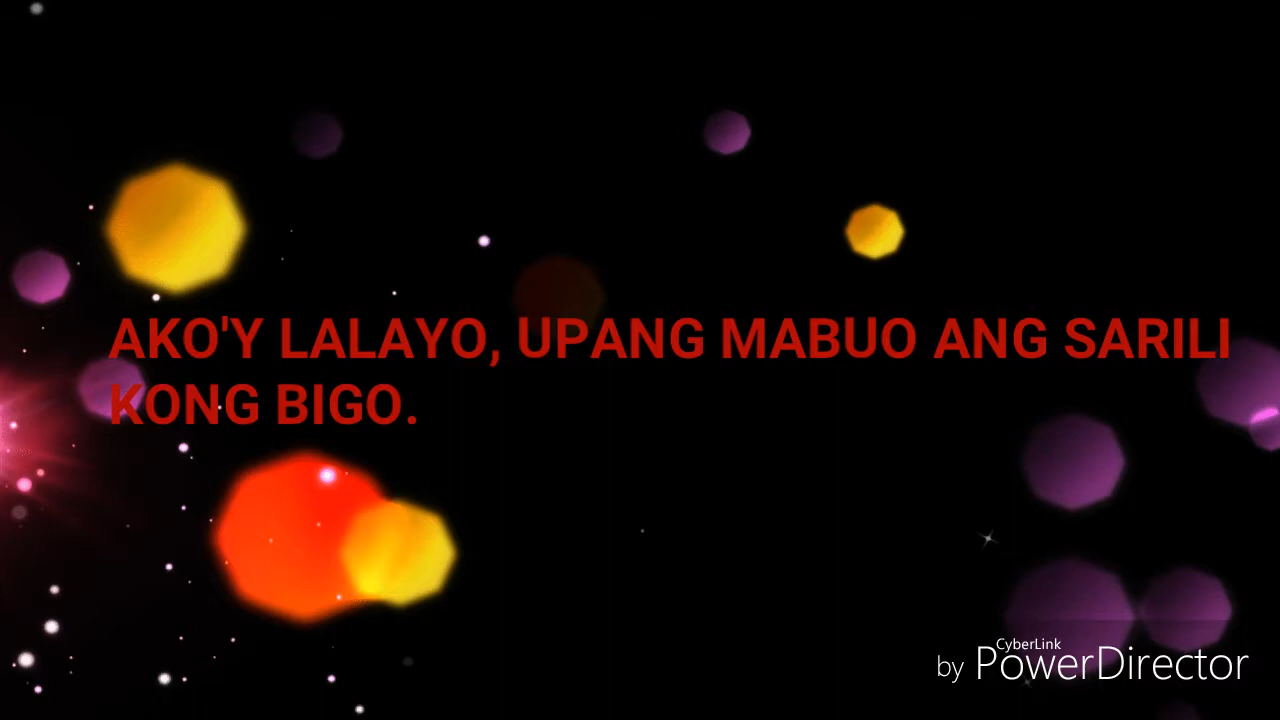 AKO'Y LALAYO, UPANG MABUO ANG SARILI
KONG BIGO.
CyberLink
by PowerDirector